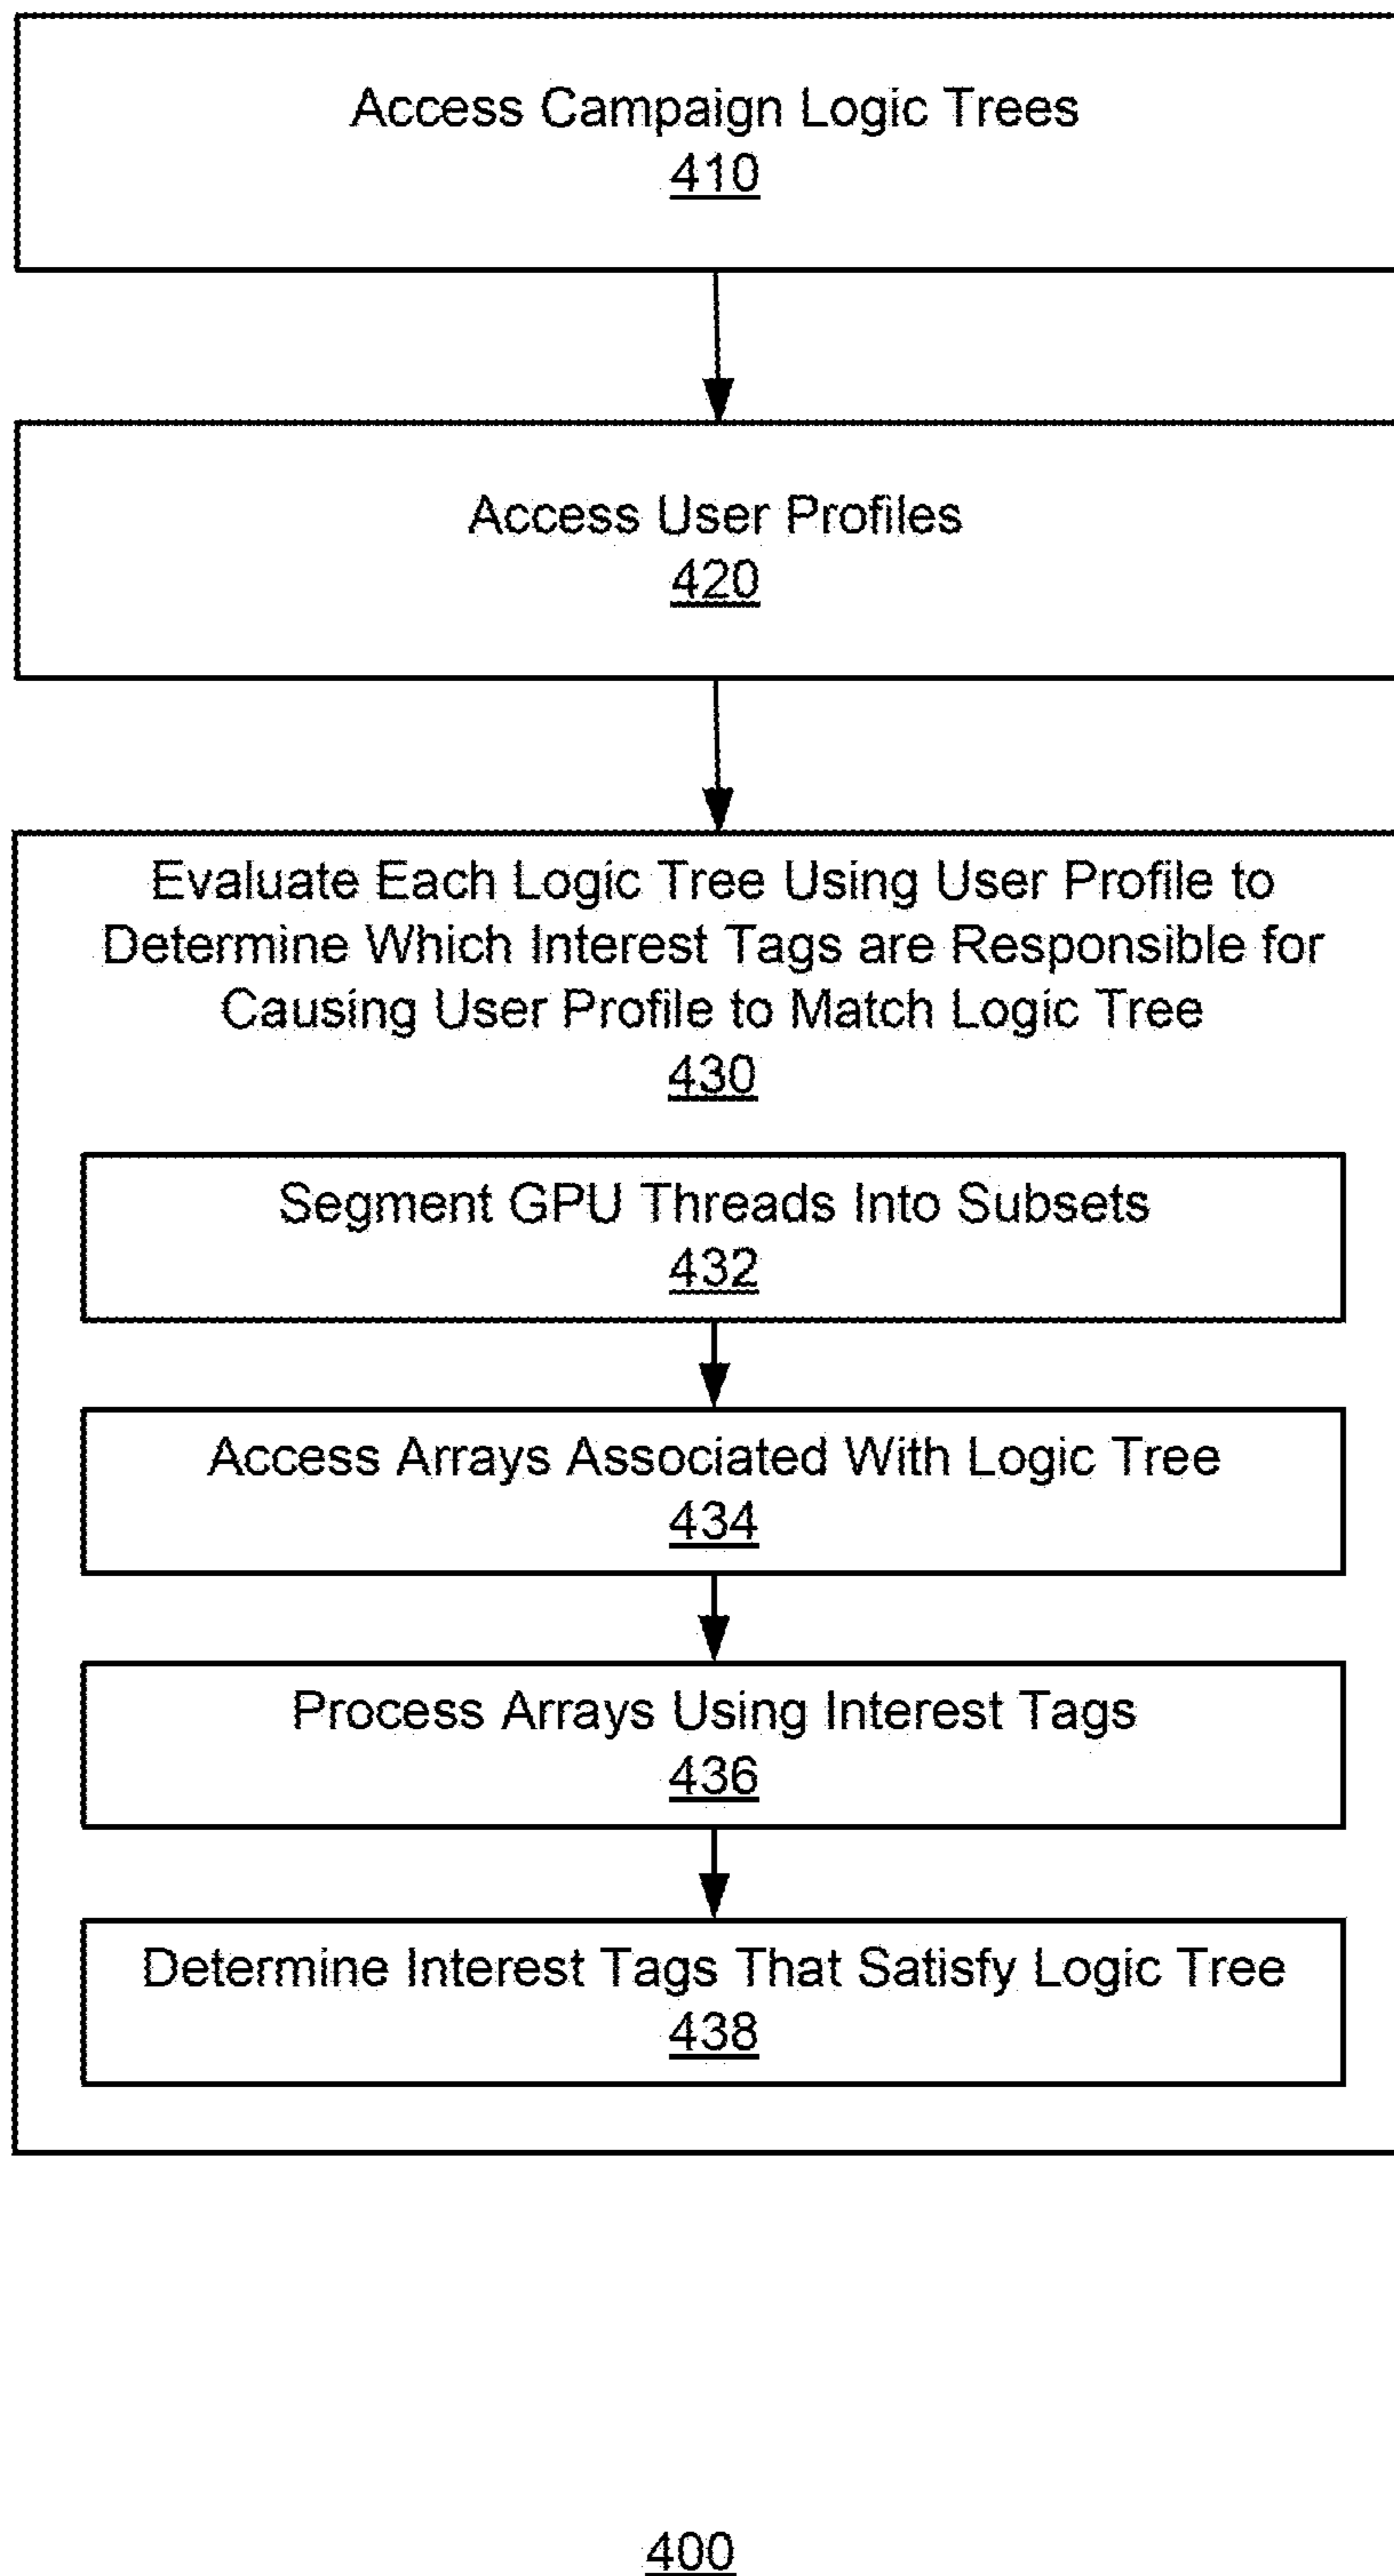 Access Campaign Logic Trees
410
Access User Profiles
420
Evaluate Each Logic Tree Using User Profile to
Determine Which Interest Tags are Responsible for
Causing User Profile to Match Logic Tree
430
Segment GPU Threads Into Subsets
432
Access Arrays Associated With Logic Tree
434
Process Arrays Using Interest Tags
436
Determine Interest Tags That Satisfy Logic Tree
438
400